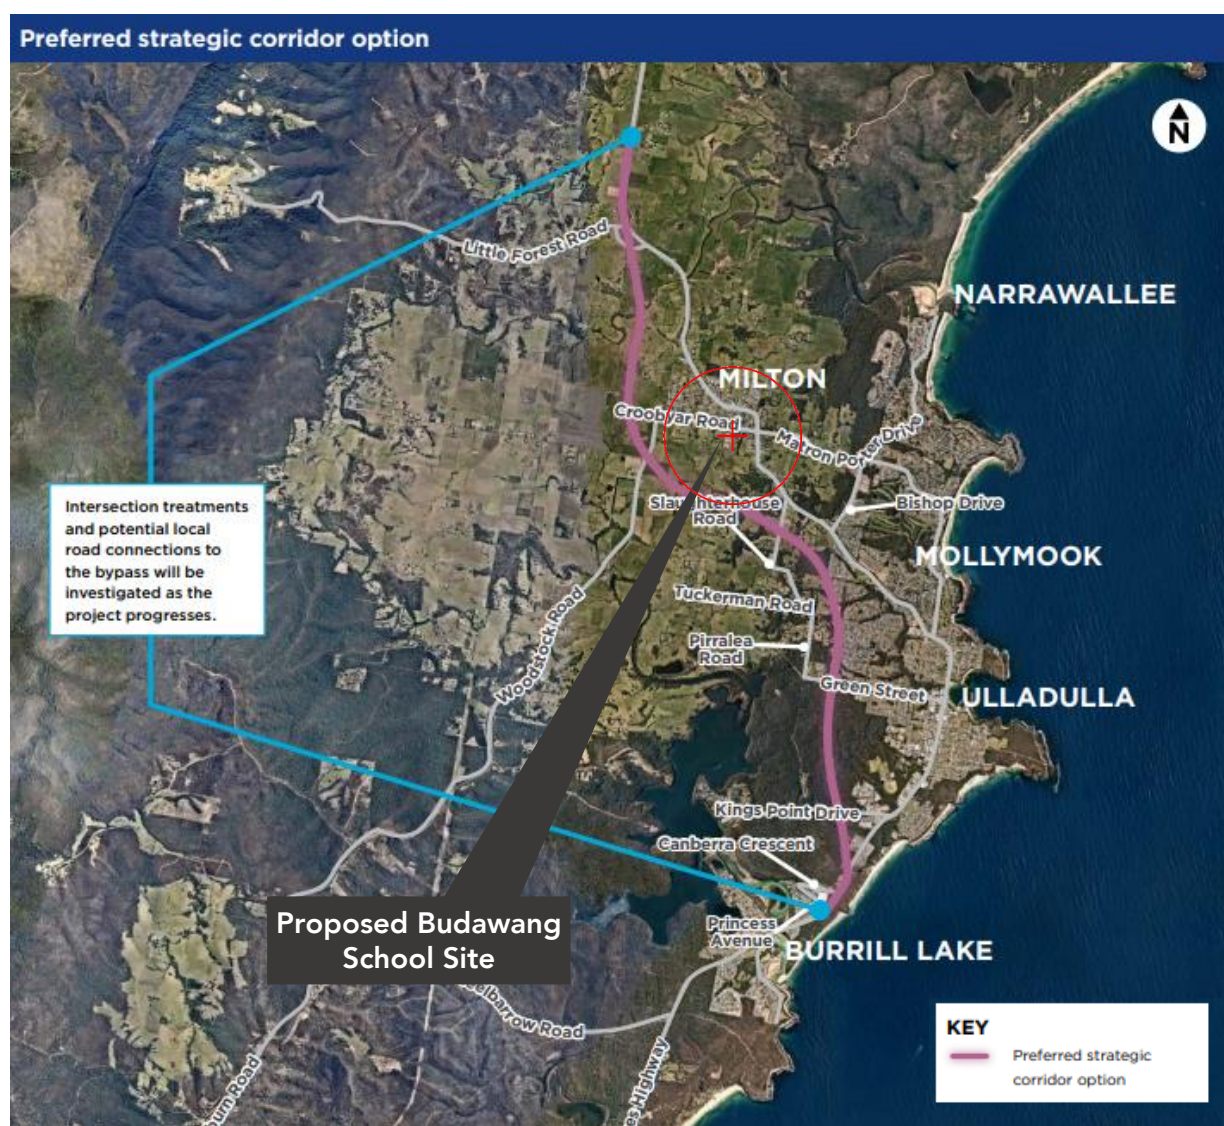 Preferred strategic corridor option
N
Little Forest Road
NARRAWALLEE
MILTON
Croobyar Road
Matron Porter Drive
Slaughterhouse
Road
Bishop Drive
Intersection treatments
and potential local
road connections to
the bypass will be
investigated as the
project progresses.
MOLLYMOOK
Tuckerman Road
Woodstock Road
Pirralea
Road
Green Street
ULLADULLA
Kings Point Drive
Canberra Crescent
Proposed Budawang
School Site
Princess
Avenue
BURRILL LAKE
Road
Highway
Road
KEY
Preferred strategic
corridor option